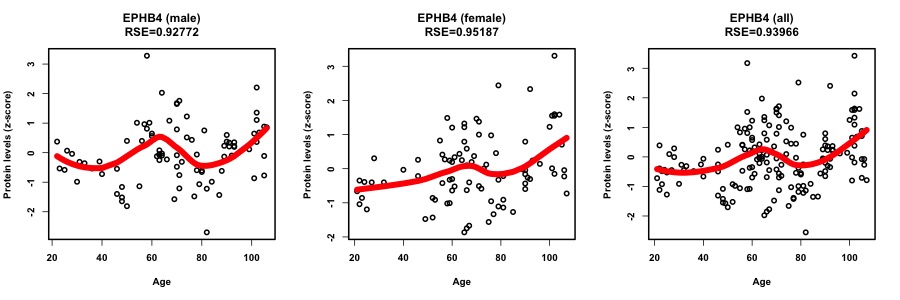 EPHB4 (male)
RSE=0.92772
Protein levels (z-score)
3
2
1
0
-1
-2
20
40
60
80
100
Age
EPHB4 (female)
RSE=0.95187
Protein levels (z-score)
3
2
1
0
-1
-2
20
40
60
80
100
Age
EPHB4 (all)
RSE=0.93966
Protein levels (z-score)
3
2
1
0
-1
-2
20
40
60
80
100
Age